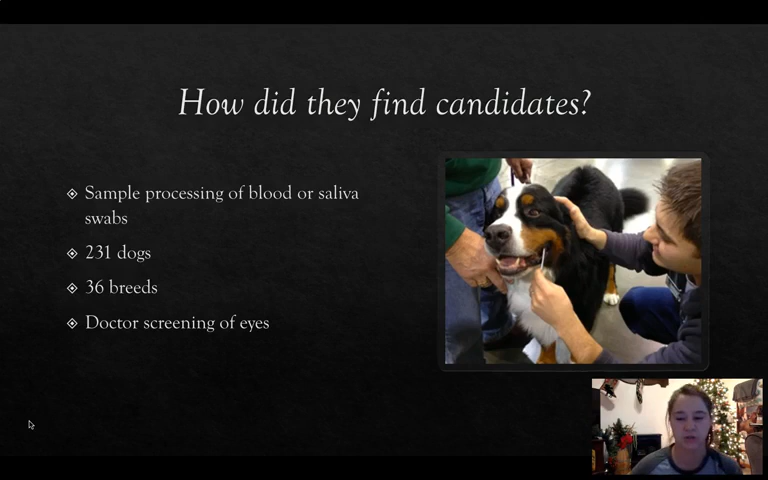 How did they find candidates?
Sample processing of blood or saliva
swabs
231 dogs
36 breeds
Doctor screening of eyes